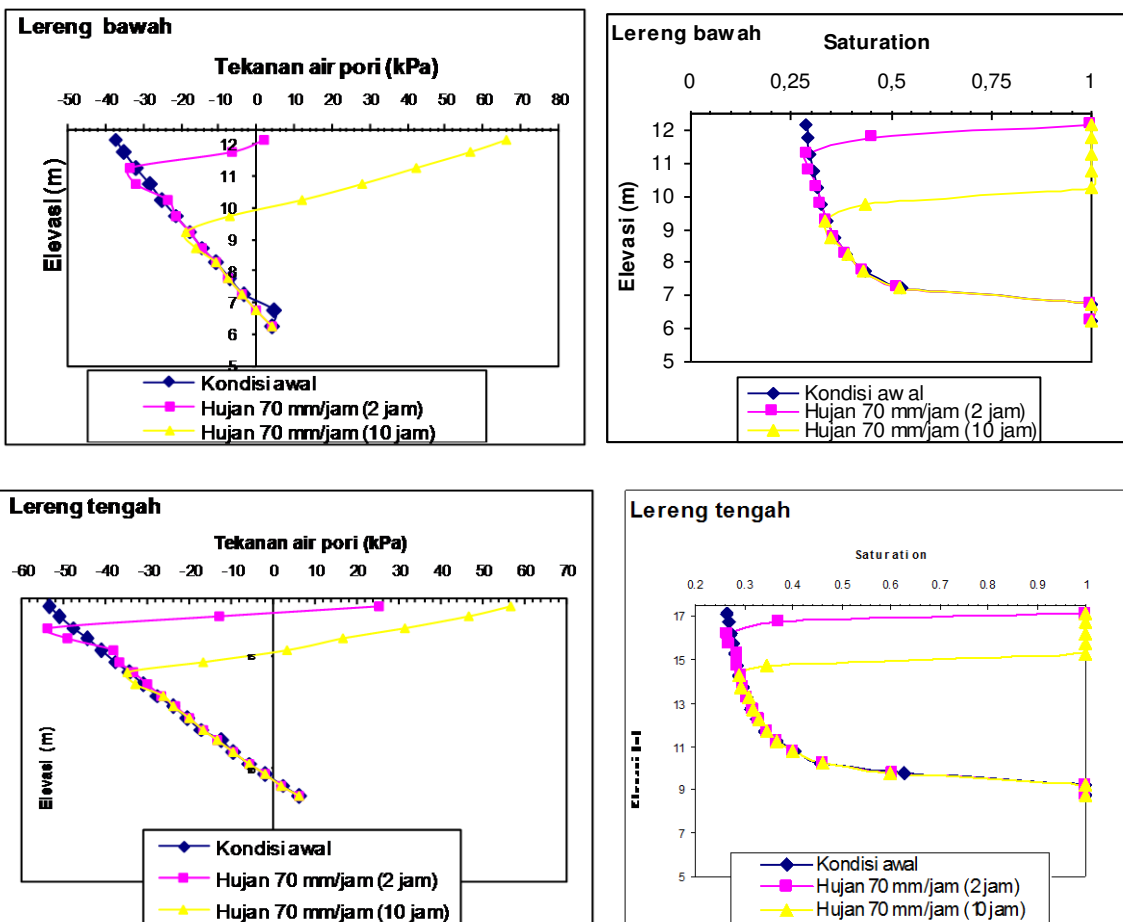 Lereng bawah
Tekanan air pori (kPa)
-50 -40 -30 -20 -10 0 10 20 30 40 50 60 70 80
12
11
10
9
8
7
6
5
Elevasi (m)
Kondisi awal
Hujan 70 mm/jam (2 jam)
Hujan 70 mm/jam (10 jam)
Lereng bawah
Saturation
0 0,25 0,5 0,75 1
12
11
10
9
8
7
6
5
Elevasi (m)
Kondisi aw al
Hujan 70 mm/jam (2 jam)
Hujan 70 mm/jam (10 jam)
Lereng tengah
Tekanan air pori (kPa)
-60 -50 -40 -30 -20 -10 0 10 20 30 40 50 60 70
15
Elevasi (m)
Kondisi awal
Hujan 70 mm/jam (2 jam)
Hujan 70 mm/jam (10 jam)
Lereng tengah
Saturation
0.2 0.3 0.4 0.5 0.6 0.7 0.8 0.9 1
17
15
13
11
9
7
5
Kondisi awal
Hujan 70 mm/jam (2 jam)
Hujan 70 mm/jam (10 jam)